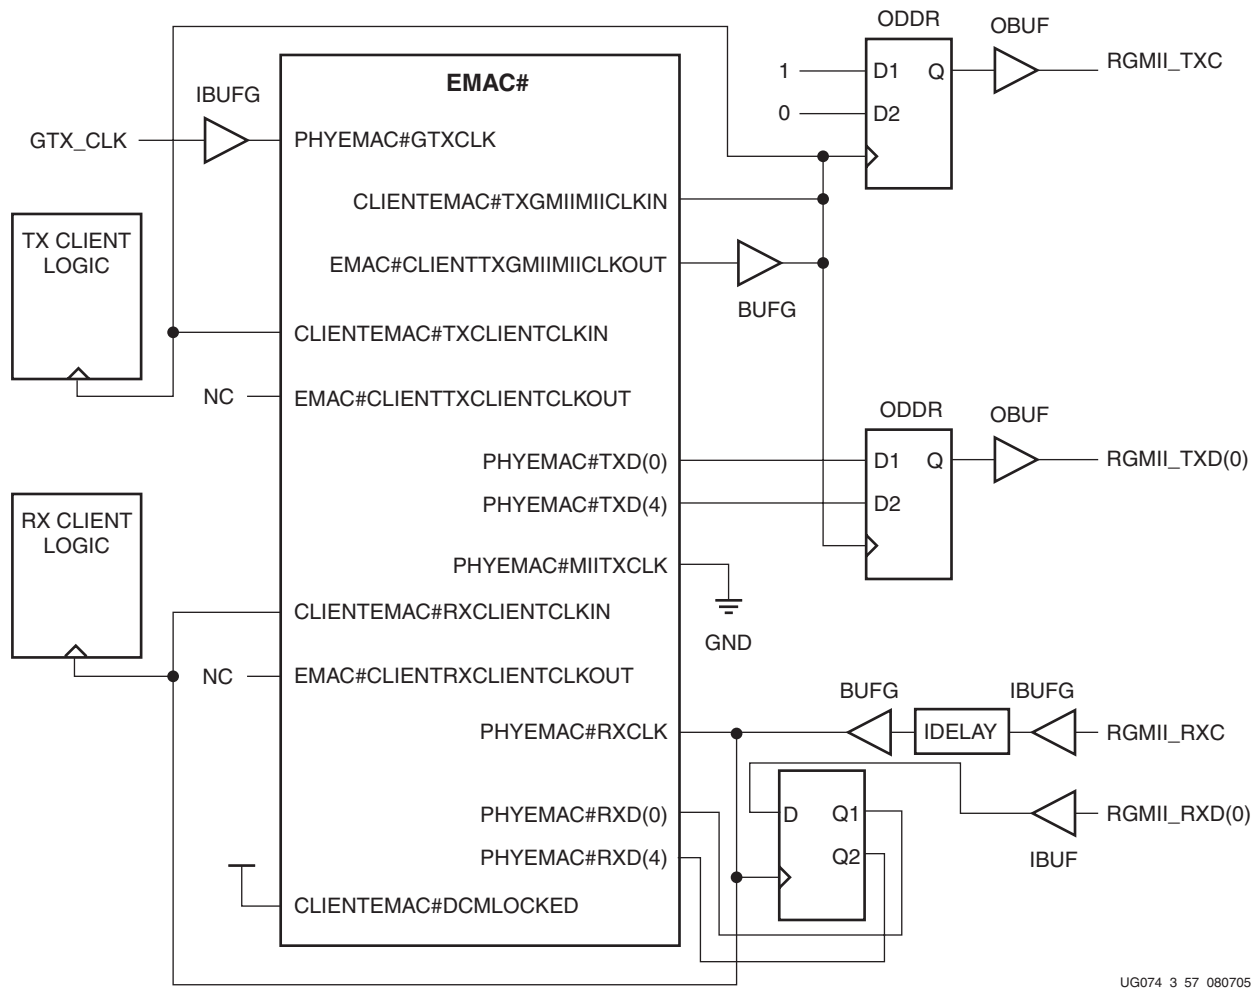 ODDR
OBUF
RGMII_TXC
1
D1
Q
EMAC#
IBUFG
0
D2
GTX_CLK
PHYEMAC#GTXCLK
CLIENTEMAC#TXGMIIMIICLKIN
TX CLIENT
LOGIC
EMAC#CLIENTTXGMIIMIICLKOUT
BUFG
CLIENTEMAC#TXCLIENTCLKIN
NC
EMAC#CLIENTTXCLIENTCLKOUT
ODDR
OBUF
PHYEMAC#TXD(0)
D1
Q
RGMII_TXD(0)
PHYEMAC#TXD(4)
D2
RX CLIENT
LOGIC
PHYEMAC#MIITXCLK
CLIENTEMAC#RXCLIENTCLKIN
GND
NC
EMAC#CLIENTRXCLIENTCLKOUT
BUFG
IBUFG
PHYEMAC#RXCLK
IDELAY
RGMII_RXC
PHYEMAC#RXD(0)
D
Q1
RGMII_RXD(0)
PHYEMAC#RXD(4)
Q2
IBUF
CLIENTEMAC#DCMLOCKED
UG074_3_57_080705